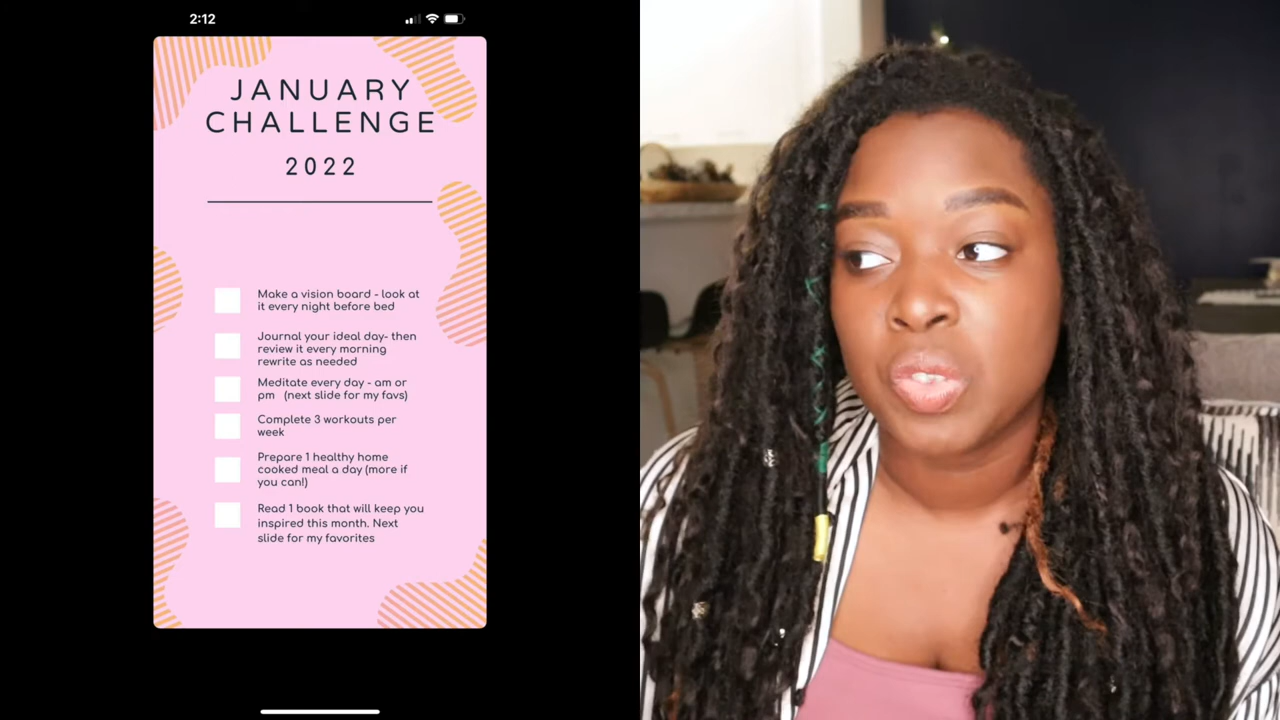 2:12
JANUARY
CHALLENGE
2022
Make a vision board - look at
it every night before bed
Journal your ideal day- then
review it every morning
rewrite as needed
Meditate every day - am or
pm (next slide for my favs)
Complete 3 workouts per
week
Prepare 1 healthy home
cooked meal a day (more if
you can!)
Read 1 book that will keep you
inspired this month. Next
slide for my favorites